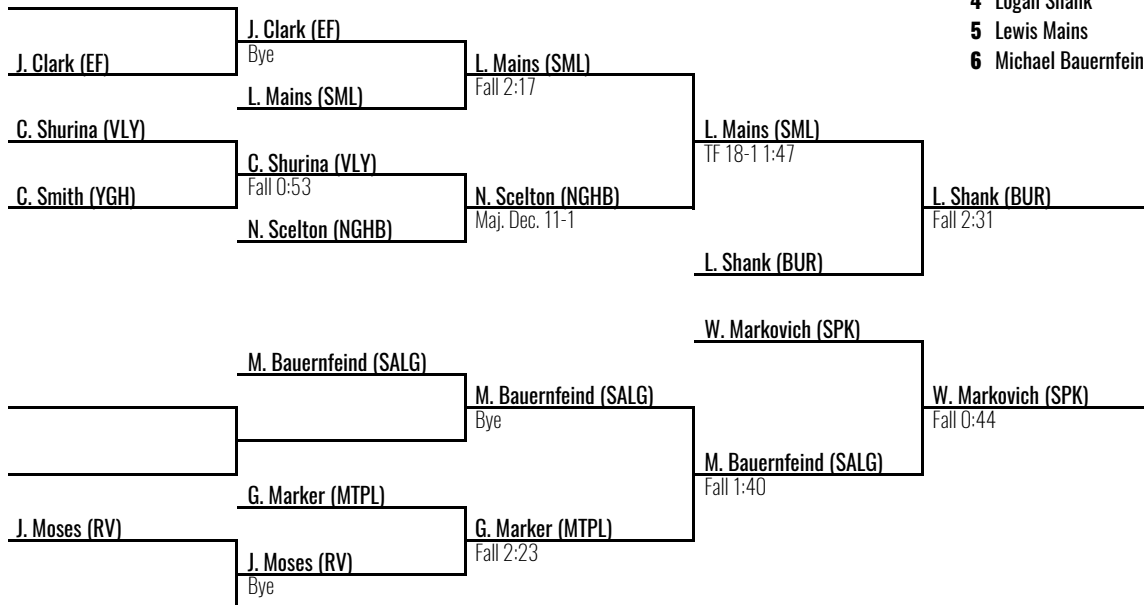 4 Logan Shank
5 Lewis Mains
6 Michael Bauernfein
J. Clark (EF)
J. Clark (EF)
Bye
L. Mains (SML)
L. Mains (SML)
Fall 2:17
C. Shurina (VLY)
C. Smith (YGH)
C. Shurina (VLY)
Fall 0:53
N. Scelton (NGHB)
N. Scelton (NGHB)
Maj. Dec. 11-1
L. Mains (SML)
TF 18-1 1:47
L. Shank (BUR)
L. Shank (BUR)
Fall 2:31
W. Markovich (SPK)
M. Bauernfeind (SALG)
M. Bauernfeind (SALG)
Bye
W. Markovich (SPK)
Fall 0:44
M. Bauernfeind (SALG)
Fall 1:40
G. Marker (MTPL)
J. Moses (RV)
G. Marker (MTPL)
Fall 2:23
J. Moses (RV)
Bye